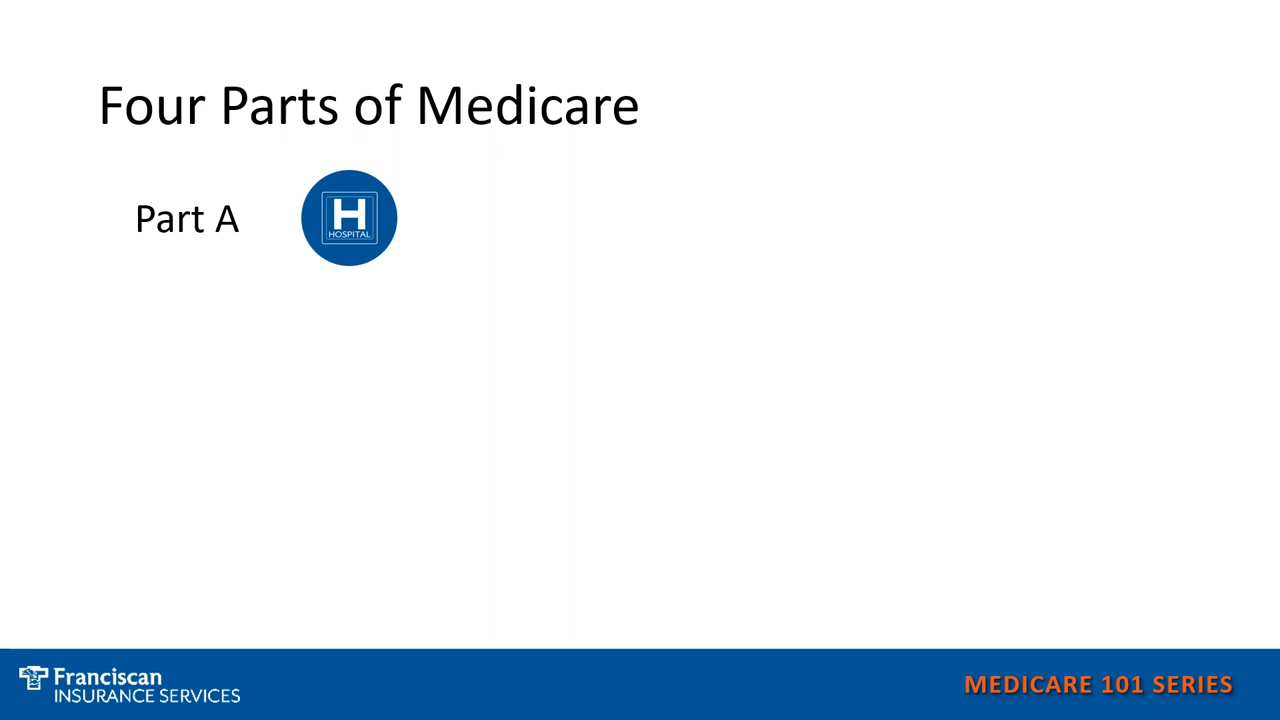 Four Parts of Medicare
Part A
H
HOSPITAL
Franciscan
INSURANCE SERVICES
MEDICARE 101 SERIES